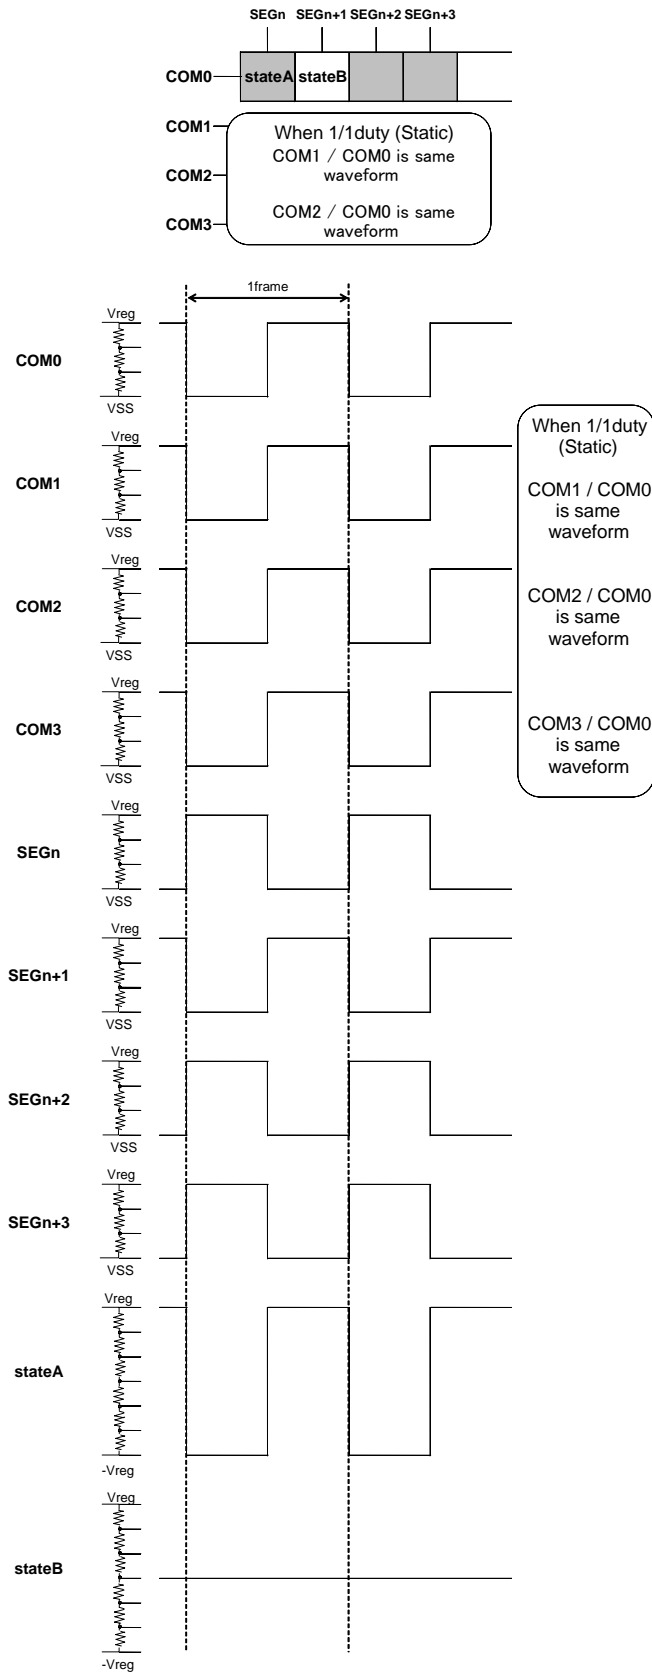 SEGn SEGn+1 SEGn+2 SEGn+3
COM0 stateA stateB
COM1
COM2
COM3
When 1/1duty (Static)
COM1 / COM0 is same
waveform
COM2 / COM0 is same
waveform
1frame
Vreg
COM0
VSS
Vreg
COM1
VSS
Vreg
COM2
VSS
Vreg
COM3
VSS
When 1/1duty
(Static)
COM1 / COM0
is same
waveform
COM2 / COM0
is same
waveform
COM3 / COM0
is same
waveform
Vreg
SEGn
VSS
Vreg
SEGn+1
VSS
Vreg
SEGn+2
VSS
Vreg
SEGn+3
VSS
Vreg
stateA
-Vreg
Vreg
stateB
-Vreg